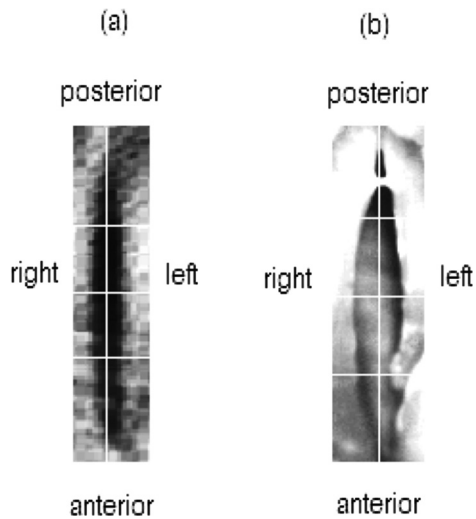 (a)
(b)
posterior
posterior
right
left
right
left
anterior
anterior